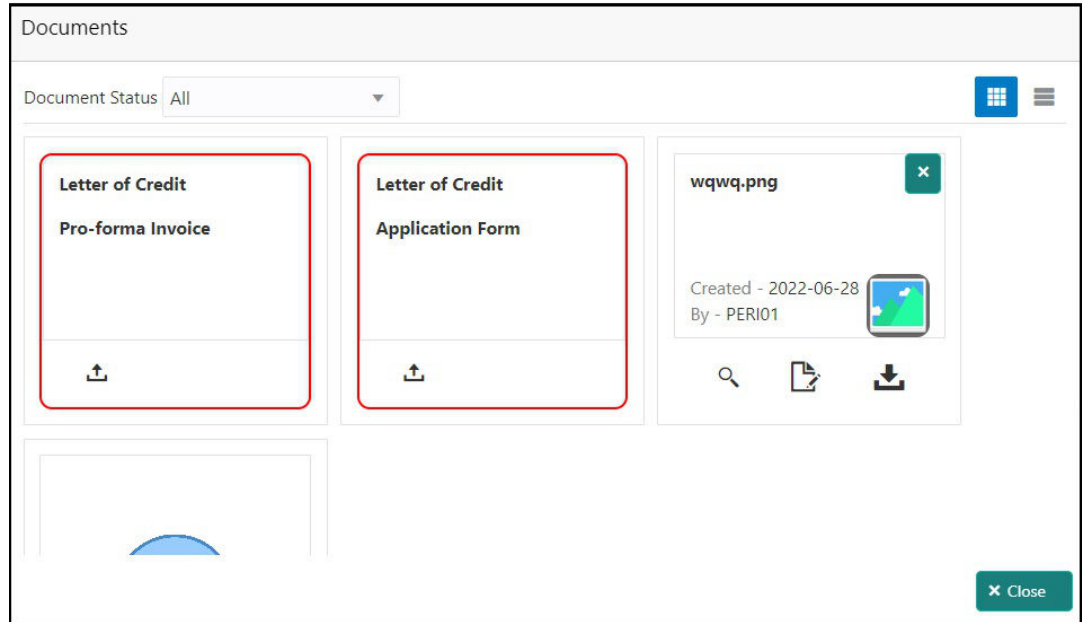 Documents
Document Status All
Letter of Credit
Pro-forma Invoice
Letter of Credit
Application Form
wqwq.png
Created - 2022-06-28
By - PERI01
Close